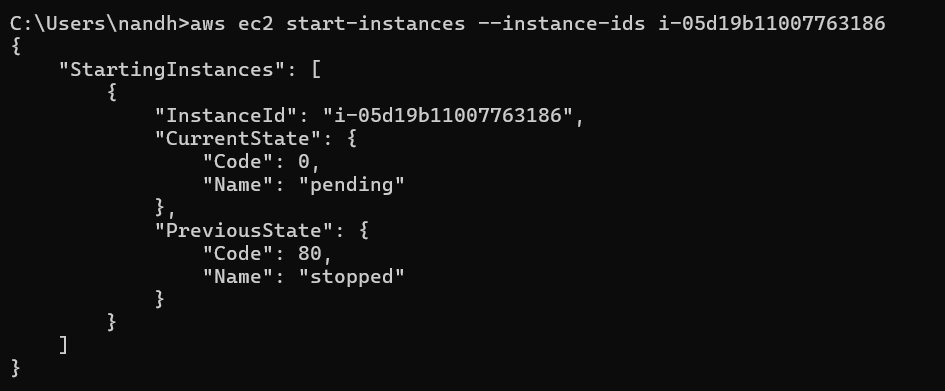 C:\Users\nandh>aws ec2 start-instances --instance-ids i-05d19b11007763186
{
    "StartingInstances": [
        {
            "InstanceId": "i-05d19b11007763186",
            "CurrentState": {
                "Code": 0,
                "Name": "pending"
            },
            "PreviousState": {
                "Code": 80,
                "Name": "stopped"
            }
        }
    ]
}